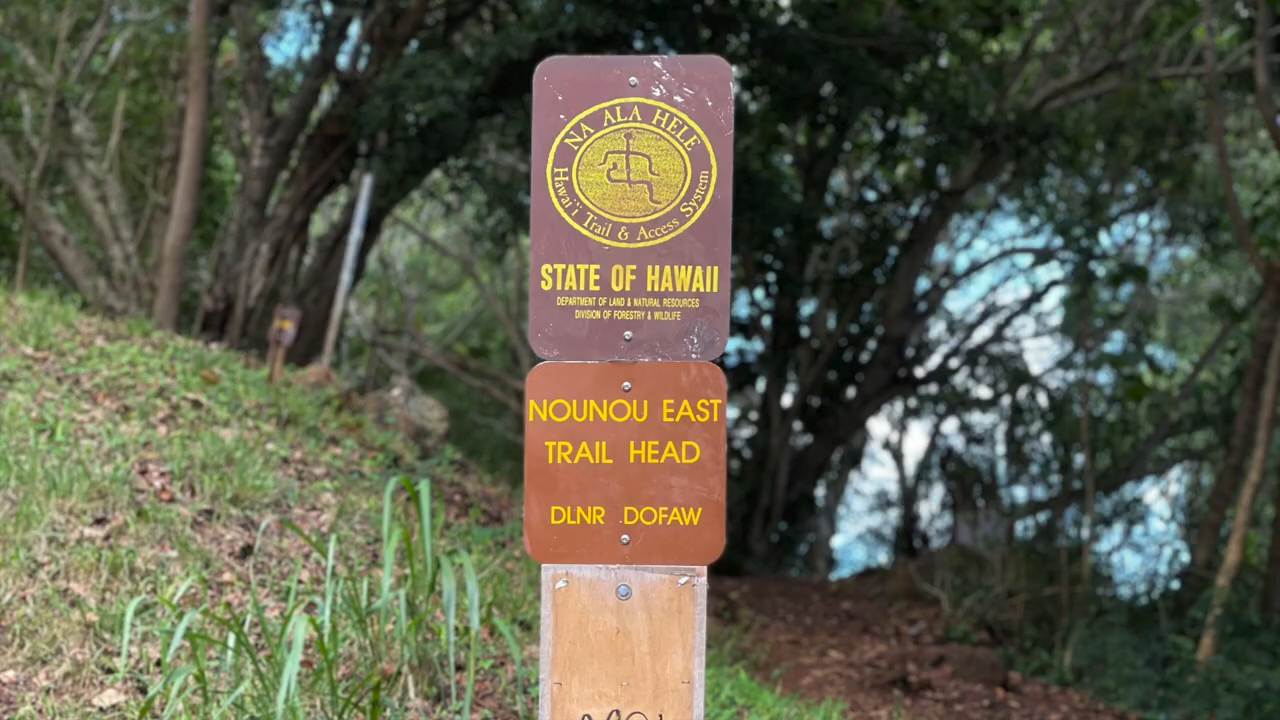 NA ALA HELE
Hawai'i Trail & Access System
STATE OF HAWAII
DEPARTMENT OF LAND & NATURAL RESOURCES
DIVISION OF FORESTRY & WILDLIFE
NOUNOU EAST
TRAIL HEAD
DLNR DOFAW